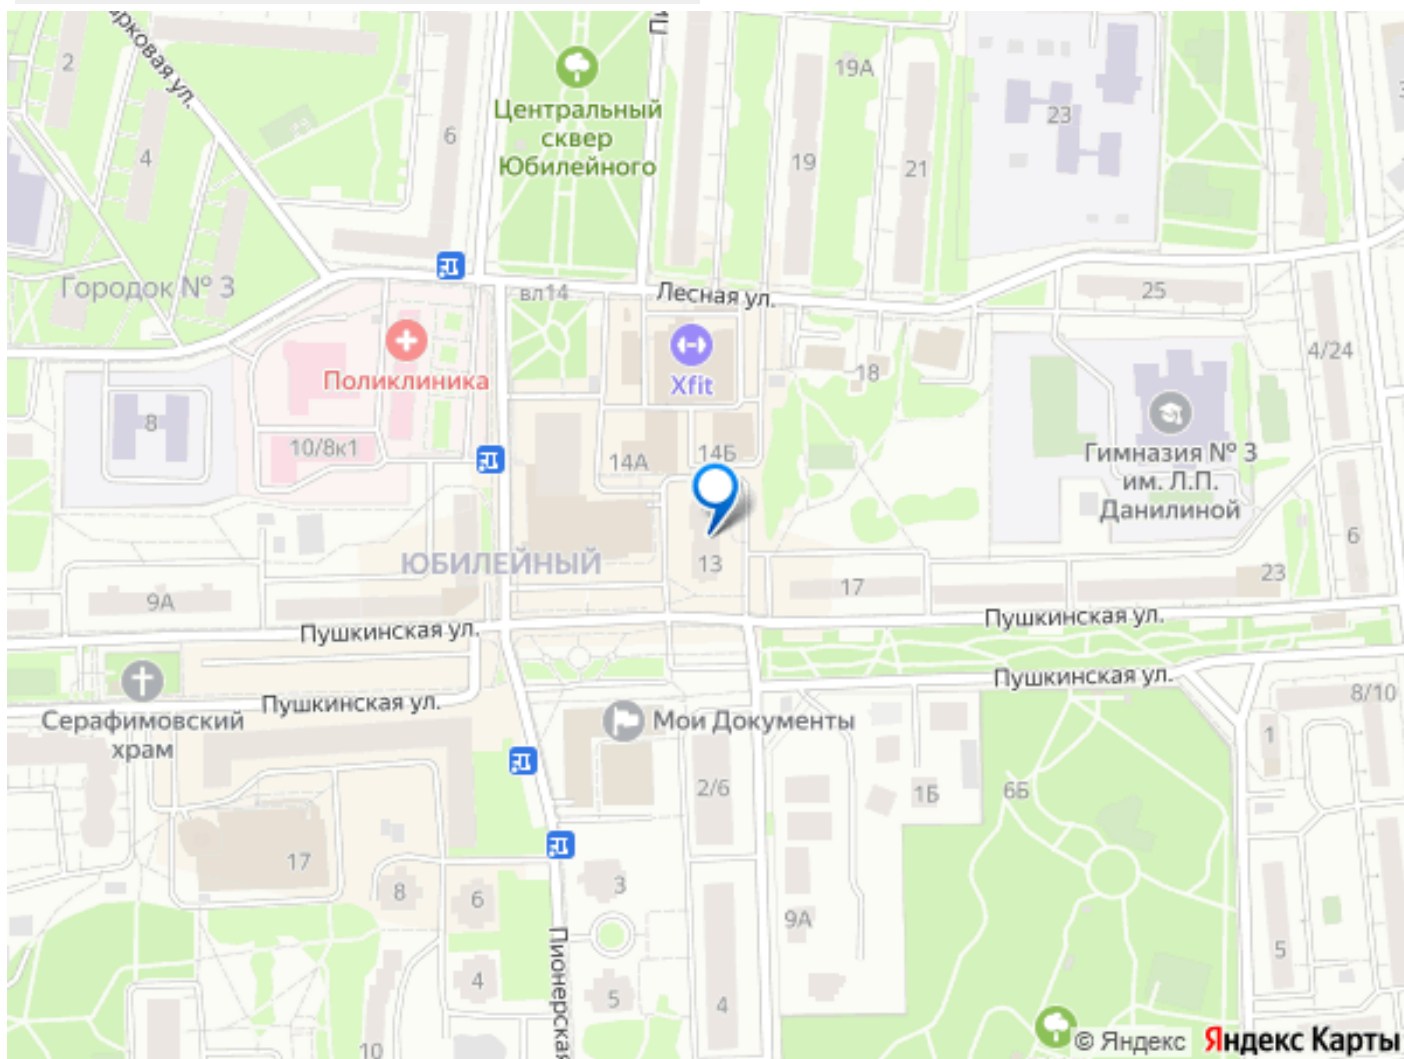 арковая ул.
П
2
4
6
Центральный
сквер
Юбилейного
19А
19
21
23
Городок № 3
вл14
Лесная ул.
25
4/24
Поликлиника
Xfit
18
8
10/8к1
14А
14Б
Гимназия № 3
им. Л.П.
Данилиной
ЮБИЛЕЙНЫЙ
13
17
23
6
9А
Пушкинская ул.
Пушкинская ул.
Серафимовский
храм
Пушкинская ул.
Пушкинская ул.
Мои Документы
8/10
1
2/6
1Б
6Б
17
8
6
3
9А
Пионерская
4
5
4
5
10
© Яндекс
Яндекс Карты